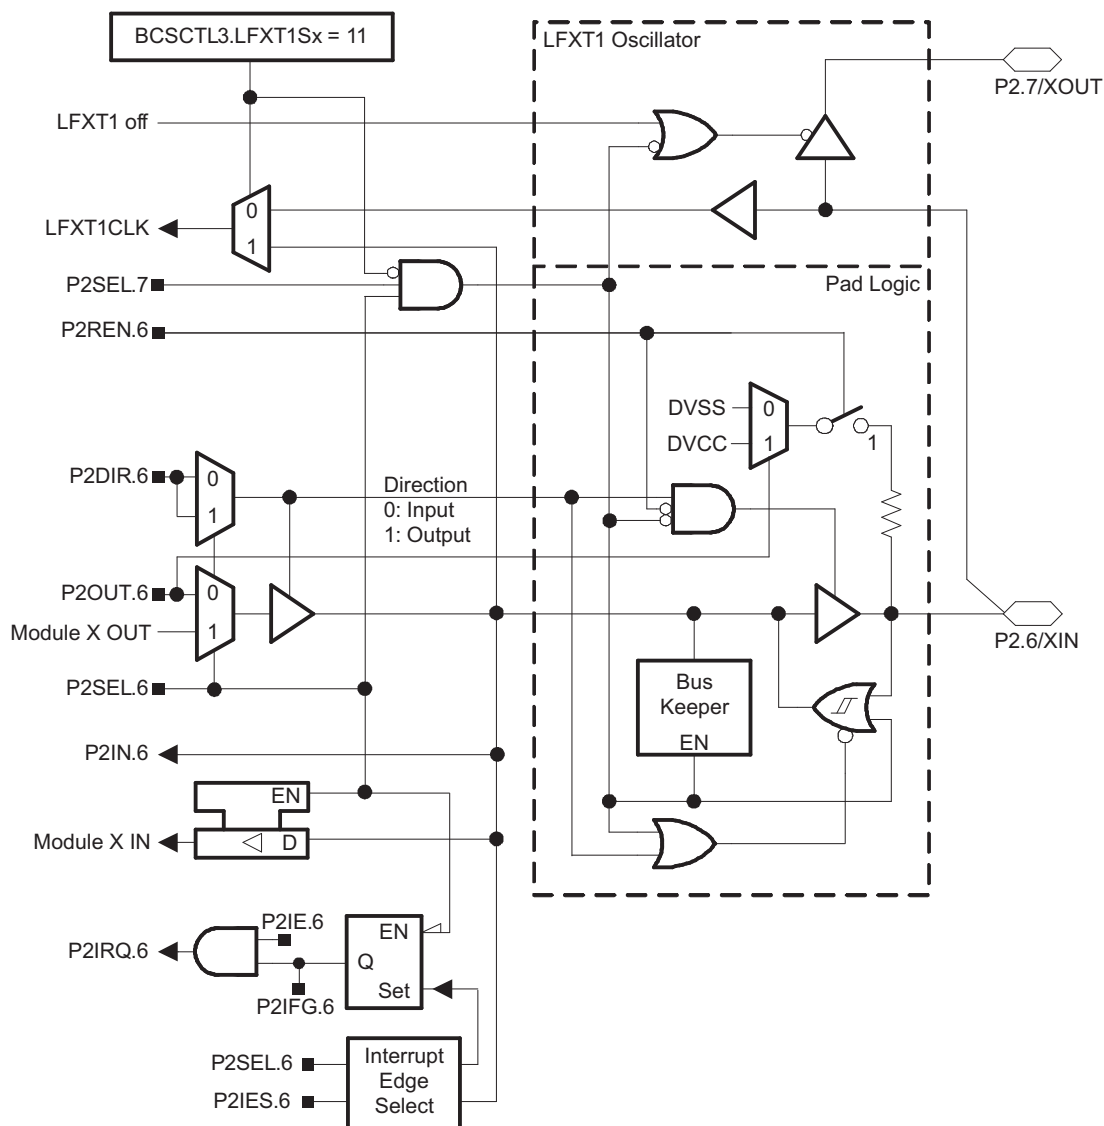 BCSCTL3.LFXT1Sx = 11
LFXT1 Oscillator
P2.7/XOUT
LFXT1 off
0
LFXT1CLK
1
P2SEL.7
Pad Logic
P2REN.6
DVSS
0
DVCC
1
1
P2DIR.6
0
1
Direction
0: Input
1: Output
P2OUT.6
0
Module X OUT
1
P2.6/XIN
P2SEL.6
Bus
Keeper
EN
P2IN.6
EN
Module X IN
D
P2IE.6
EN
P2IRQ.6
Q
P2IFG.6
Set
P2SEL.6
P2IES.6
Interrupt
Edge
Select